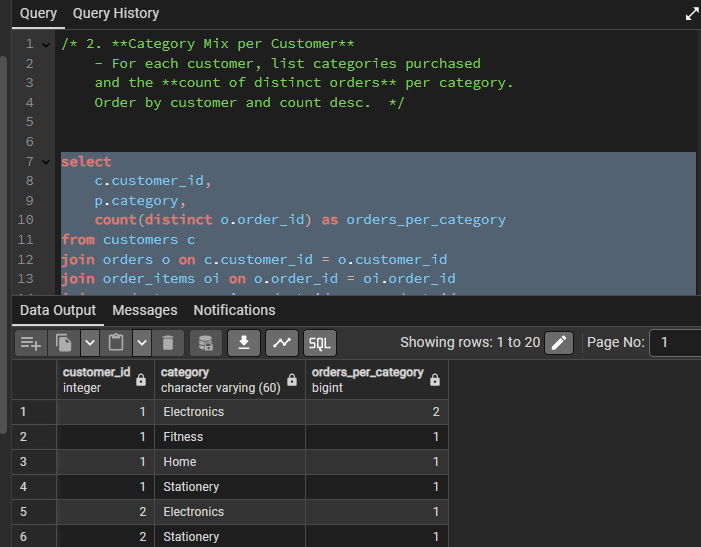 Query Query History
1 /* 2. **Category Mix per Customer**
2 - For each customer, list categories purchased
3 and the **count of distinct orders** per category.
4 Order by customer and count desc. */
5
6
7 select
8 c.customer_id,
9 p.category,
10 count(distinct o.order_id) as orders_per_category
11 from customers c
12 join orders o on c.customer_id = o.customer_id
13 join order_items oi on o.order_id = oi.order_id
Data Output Messages Notifications
SQL Showing rows: 1 to 20 Page No: 1
customer_id category orders_per_category
integer character varying (60) bigint
1 1 Electronics 2
2 1 Fitness 1
3 1 Home 1
4 1 Stationery 1
5 2 Electronics 1
6 2 Stationery 1